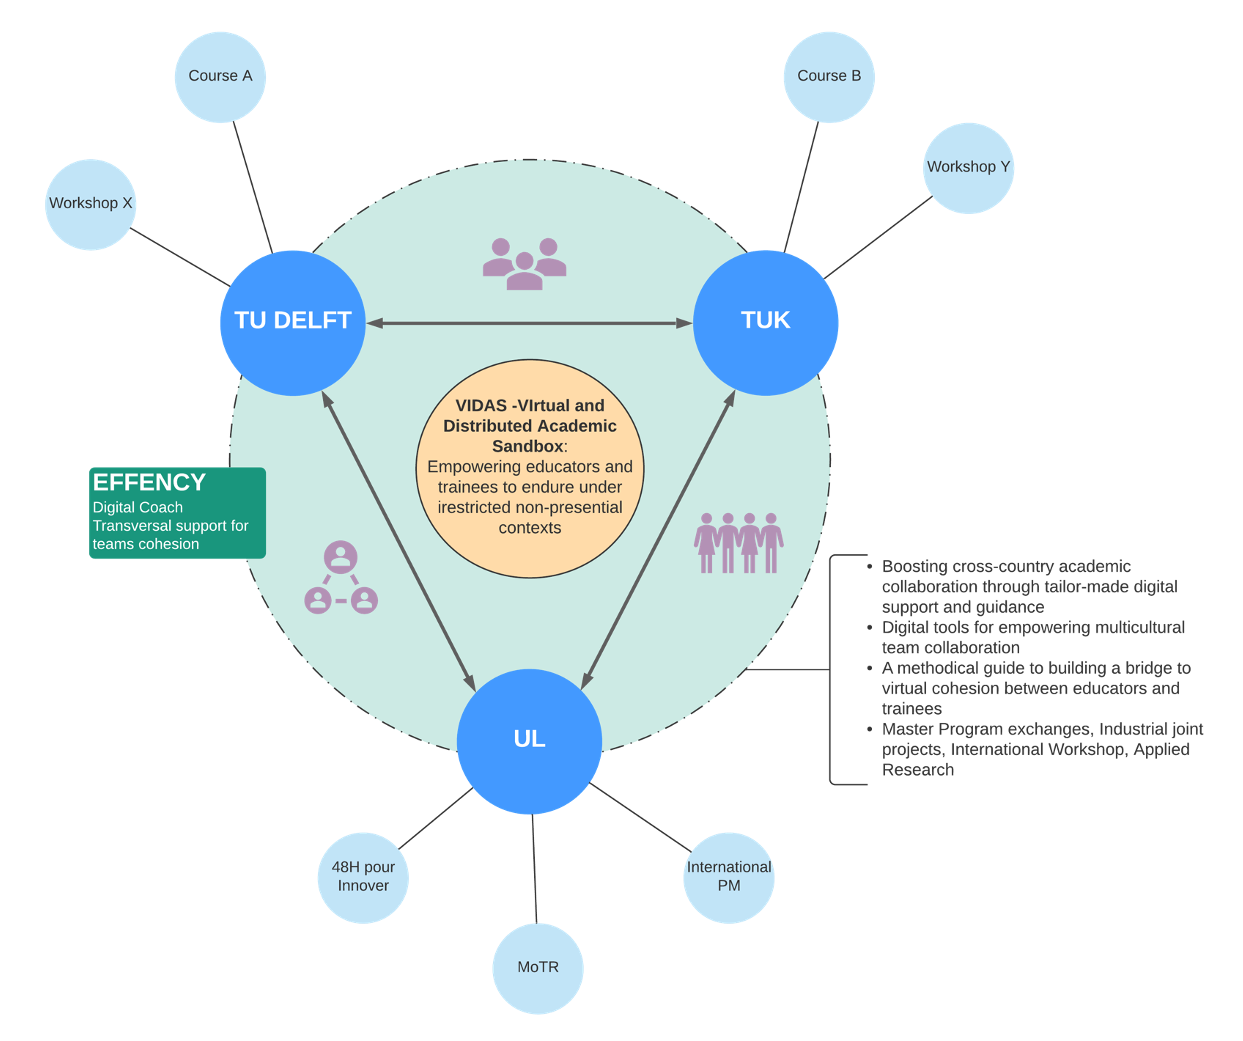 Course A
Course B
Workshop Y
Workshop X
TU DELFT
TUK
VIDAS -VIrtual and
Distributed Academic
Sandbox:
Empowering educators and
trainees to endure under
irestricted non-presential
contexts
EFFENCY
Digital Coach
Transversal support for
teams cohesion
• Boosting cross-country academic
collaboration through tailor-made digital
support and guidance
• Digital tools for empowering multicultural
team collaboration
• A methodical guide to building a bridge to
virtual cohesion between educators and
trainees
• Master Program exchanges, Industrial joint
projects, International Workshop, Applied
Research
UL
48H pour
Innover
International
PM
MoTR